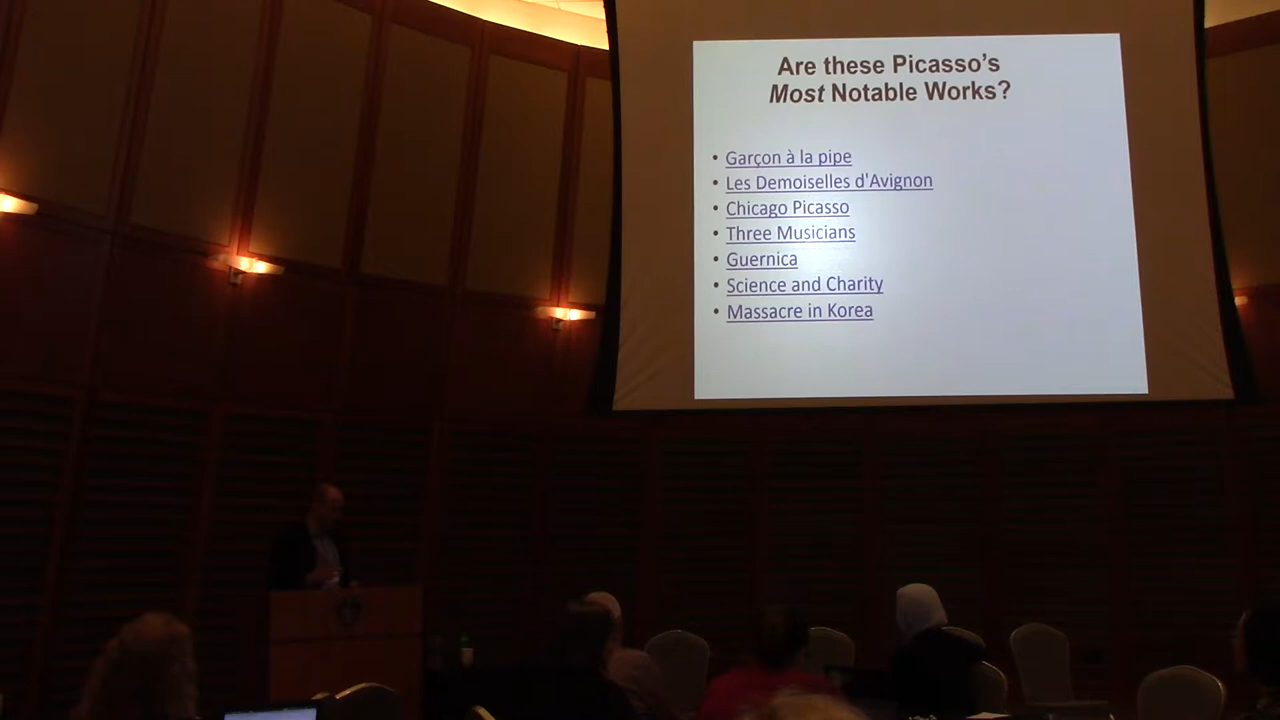 Are these Picasso's
Most Notable Works?
• Garçon à la pipe
• Les Demoiselles d'Avignon
• Chicago Picasso
• Three Musicians
• Guernica
• Science and Charity
• Massacre in Korea